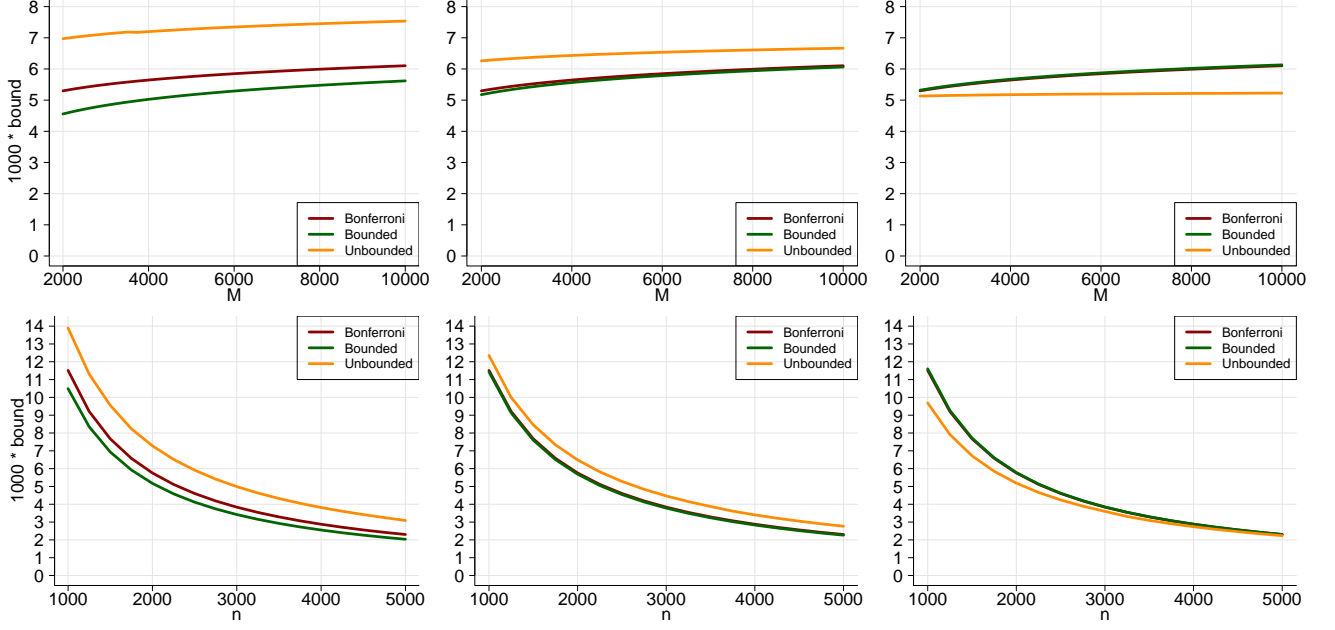 8 8 8
7 7 7
6 6 6
5 5 5
4 4 4
3 3 3
2 2 2
1 1 1
0 0 0
1000 * bound
Bonferroni
Bounded
Unbounded
Bonferroni
Bounded
Unbounded
Bonferroni
Bounded
Unbounded
2000 4000 6000 8000 10000
M
2000 4000 6000 8000 10000
M
2000 4000 6000 8000 10000
M
14 14 14
13 13 13
12 12 12
11 11 11
10 10 10
9 9 9
8 8 8
7 7 7
6 6 6
5 5 5
4 4 4
3 3 3
2 2 2
1 1 1
0 0 0
1000 * bound
Bonferroni
Bounded
Unbounded
Bonferroni
Bounded
Unbounded
Bonferroni
Bounded
Unbounded
1000 2000 3000 4000 5000
n
1000 2000 3000 4000 5000
n
1000 2000 3000 4000 5000
n